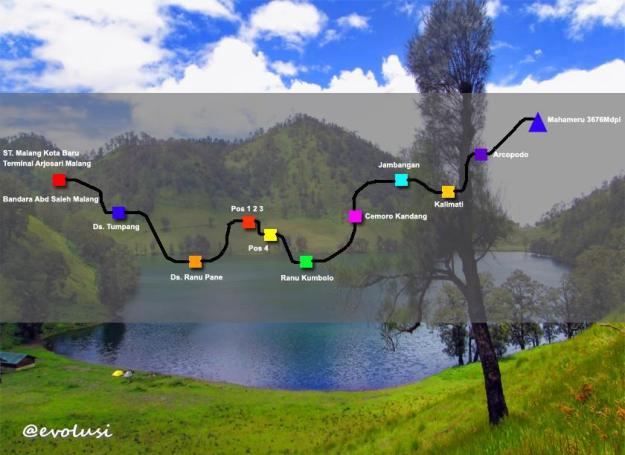 ST. Malang Kota Baru
Terminal Arjosari Malang
Bandara Abd Saleh Malang
Ds. Tumpang
Ds. Ranu Pane
Pos 1 2 3
Pos 4
Ranu Kumbolo
Cemoro Kandang
Jambangan
Kalimati
Arcopodo
Mahameru 3676Mdpl
@evolusi